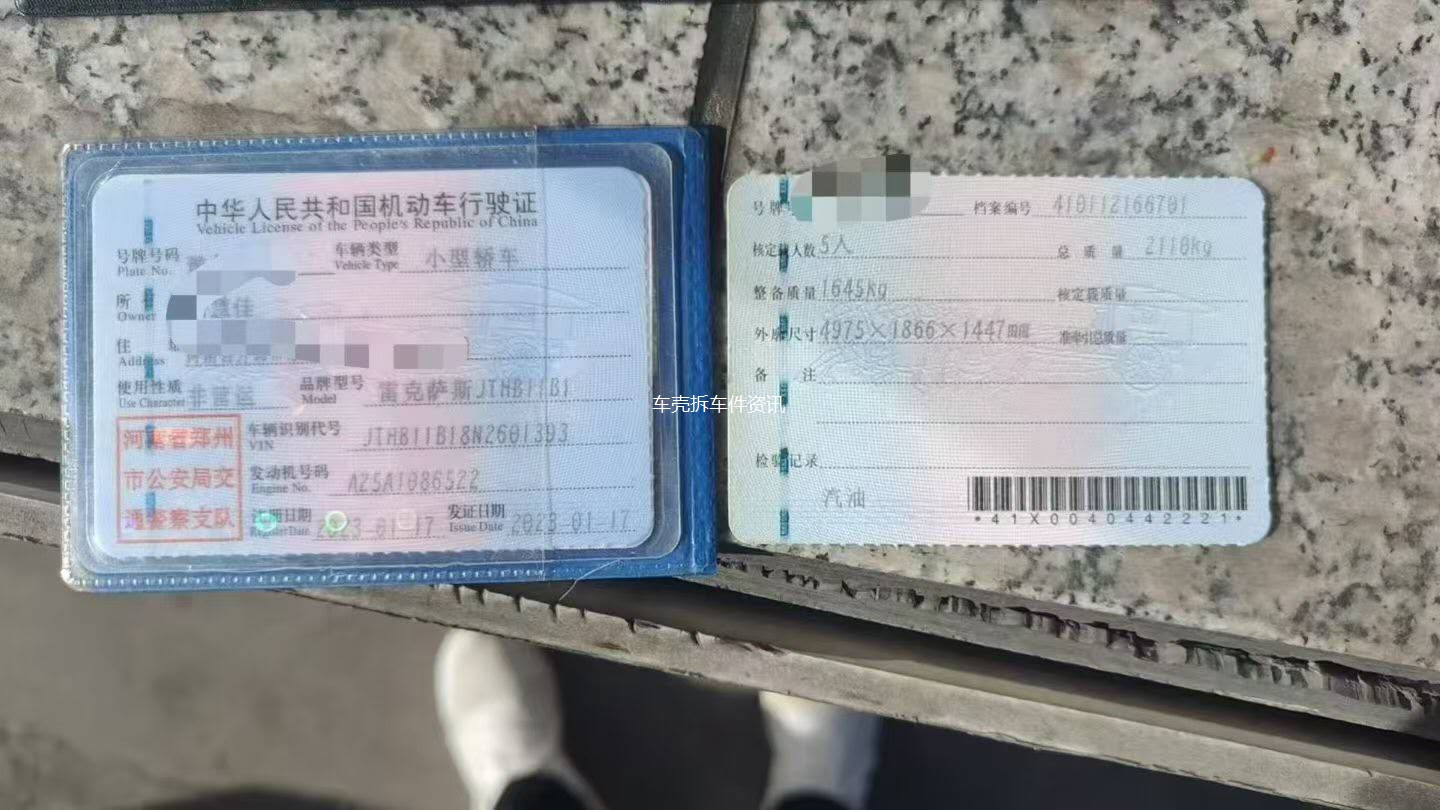 中华人民共和国机动车行驶证
Vehicle License of the People's Republic of China
号牌号码 车辆类型 小型轿车
Plate No. Vehicle Type
所
Owner
住
Address
使用性质 非营运 品牌型号 雷克萨斯JTHB11B1
Use Character Model
河南省郑州
市公安局交
通警察支队
车辆识别代号 JTHB11B18N2601393
VIN
发动机号码 A25A1086522
Engine No.
注册日期 2023-01-17 发证日期 2023-01-17
Register Date Issue Date
号牌 档案编号 410112166701
核定载人数 5人 总质量 2110kg
整备质量 1645kg 核定载质量
外廓尺寸 4975×1866×1447mm 准牵引总质量
备注
检验记录
汽油
*41X0040442221*
车壳拆车件资讯